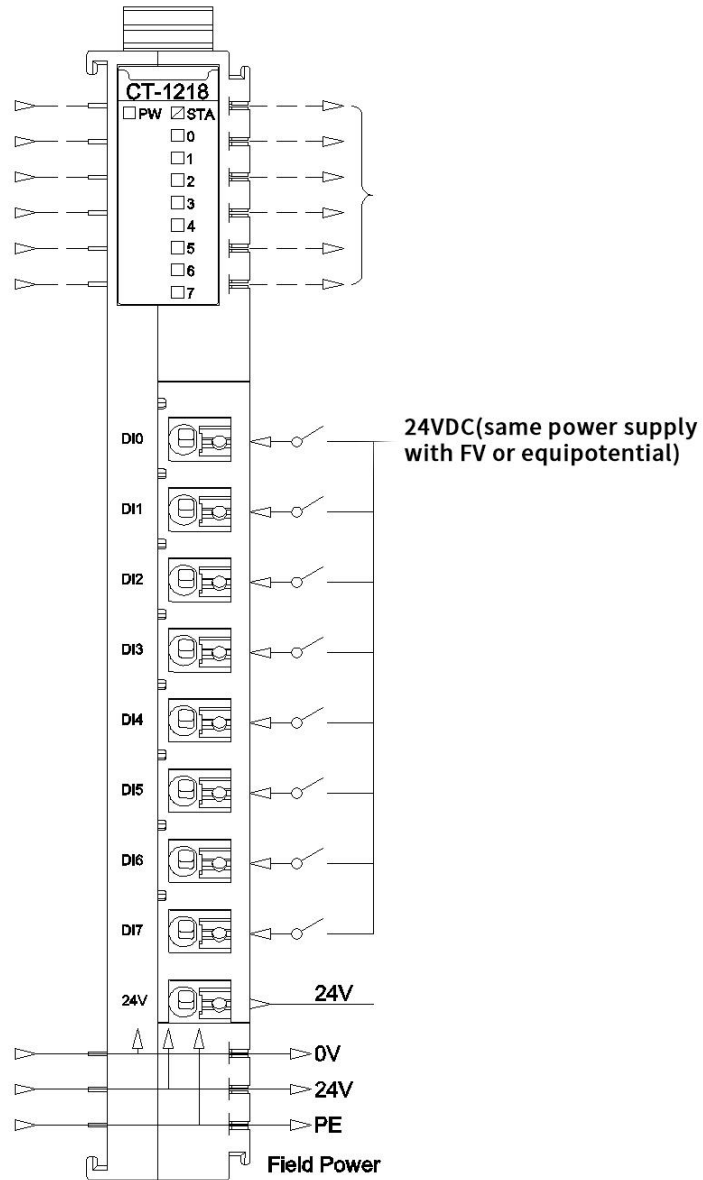 CT-1218
PW STA
0
1
2
3
4
5
6
7
24VDC(same power supply
with FV or equipotential)
DI0
DI1
DI2
DI3
DI4
DI5
DI6
DI7
24V 24V
0V
24V
PE
Field Power